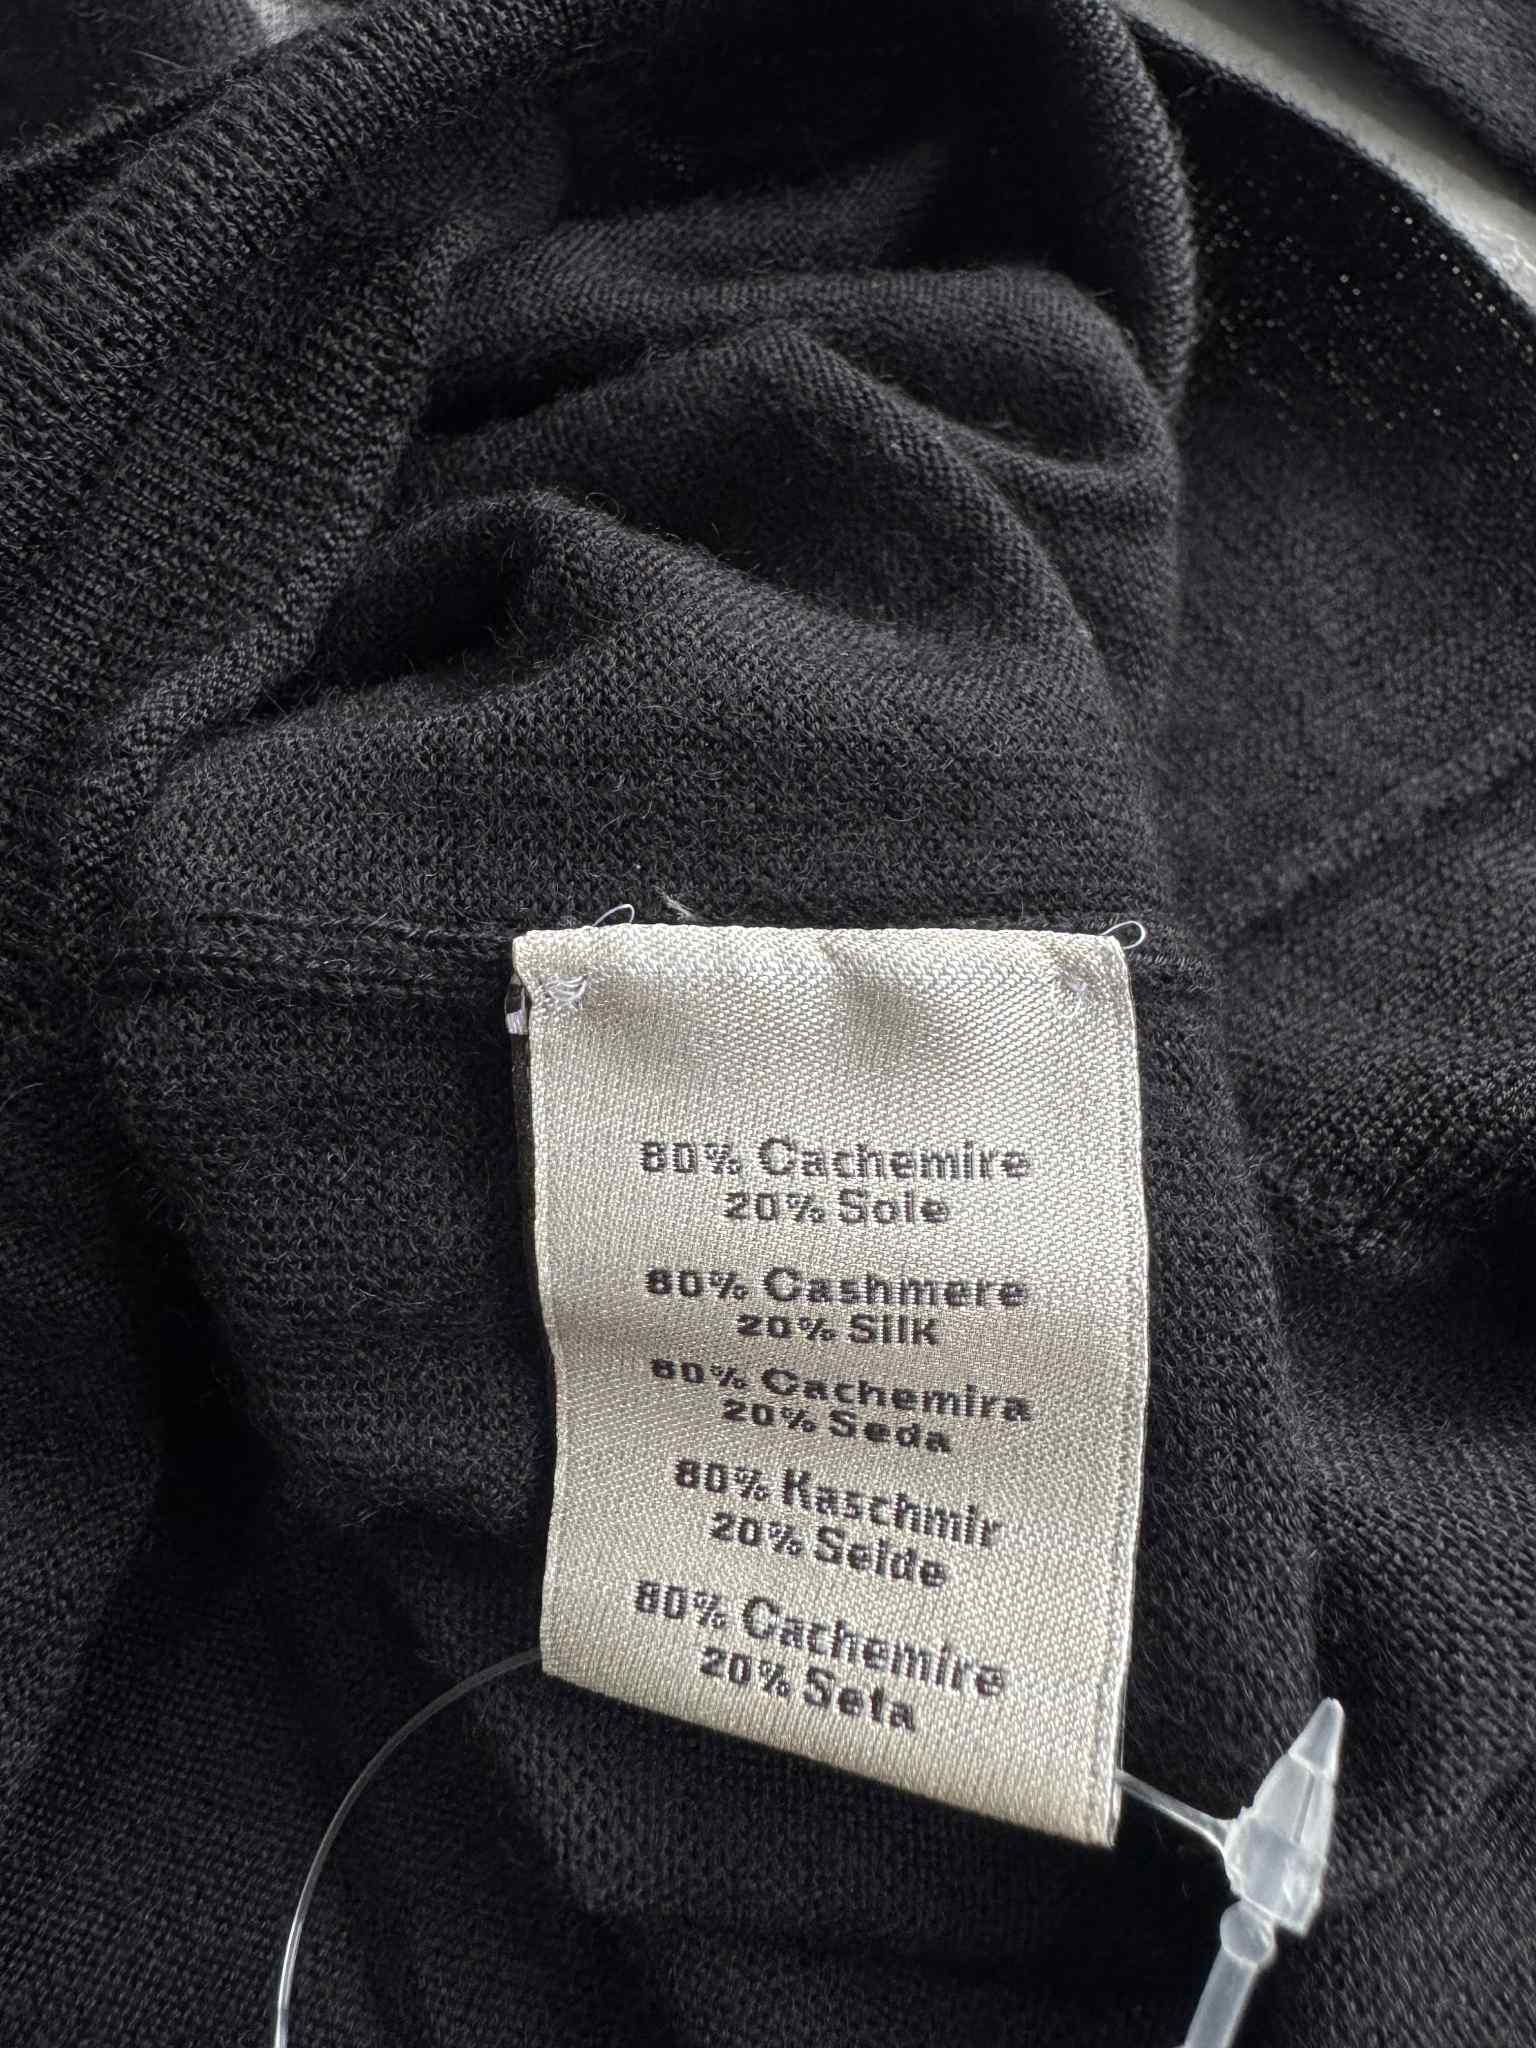 80% Cachemire
20% Soie
80% Cashmere
20% Silk
80% Cachemira
20% Seda
80% Kaschmir
20% Seide
80% Cachemire
20% Seta